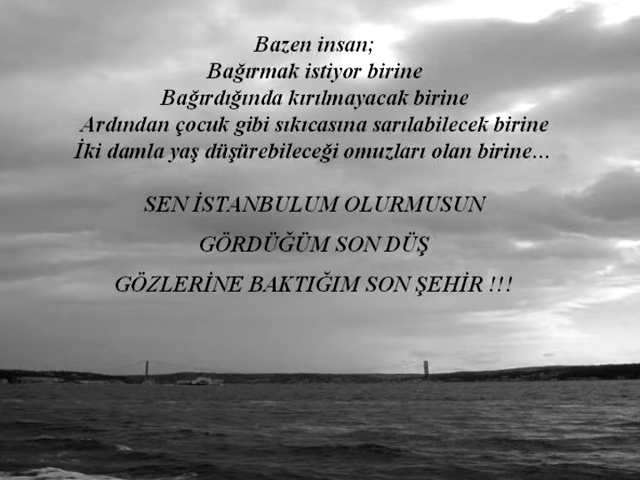 Bazen insan;
Bağırmak istiyor birine
Bağırdığında kırılmayacak birine
Ardından çocuk gibi sıkıcasına sarılabilecek birine
İki damla yaş düşürebileceği omuzları olan birine…
SEN İSTANBULUM OLURMUSUN
GÖRDÜĞÜM SON DÜŞ
GÖZLERİNE BAKTIĞIM SON ŞEHİR !!!